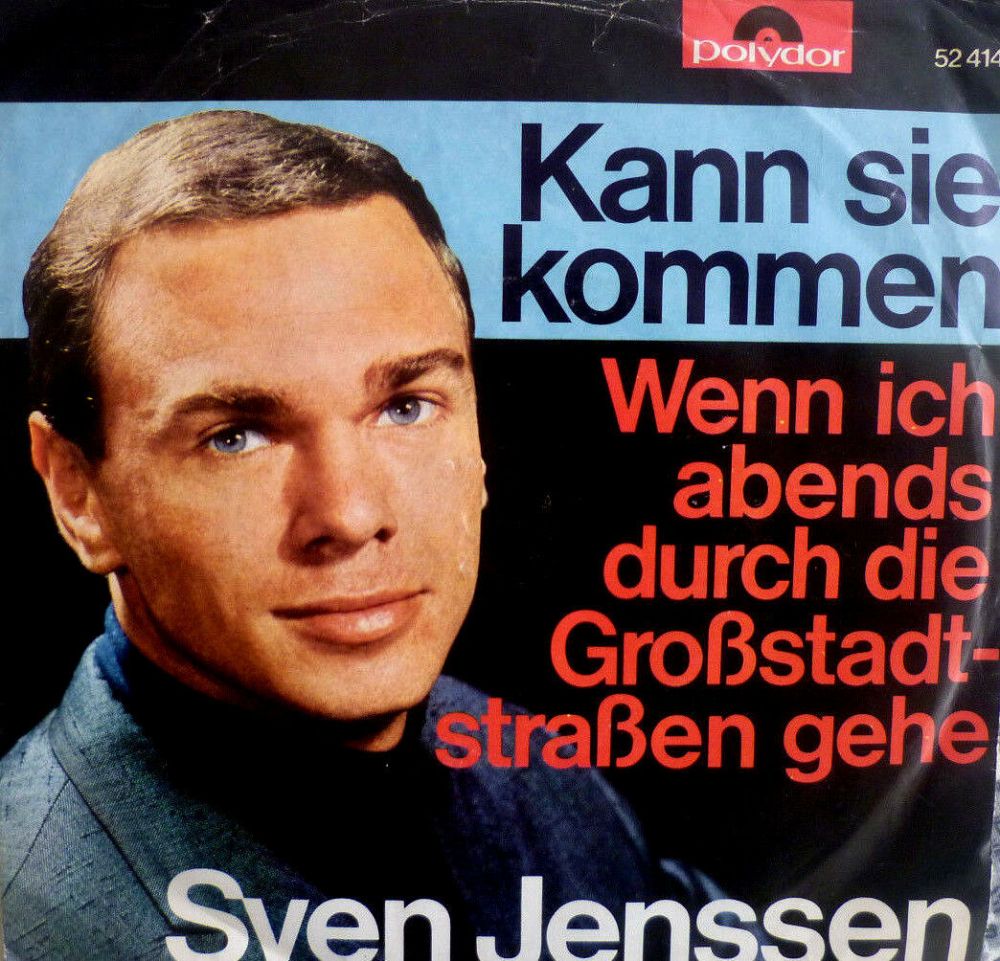 polydor
52 414
Kann sie
kommen
Wenn ich
abends
durch die
Großstadt-
straßen gehe
Sven Jenssen